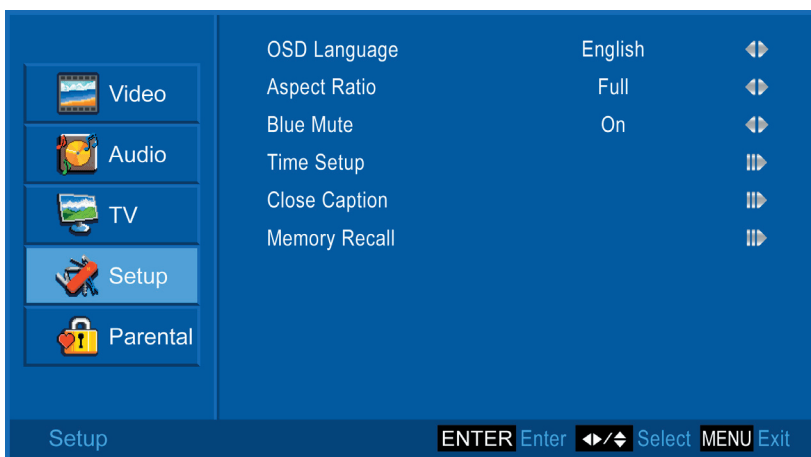 Video
Audio
TV
Setup
Parental
OSD Language English
Aspect Ratio Full
Blue Mute On
Time Setup
Close Caption
Memory Recall
Setup ENTER Enter / Select MENU Exit